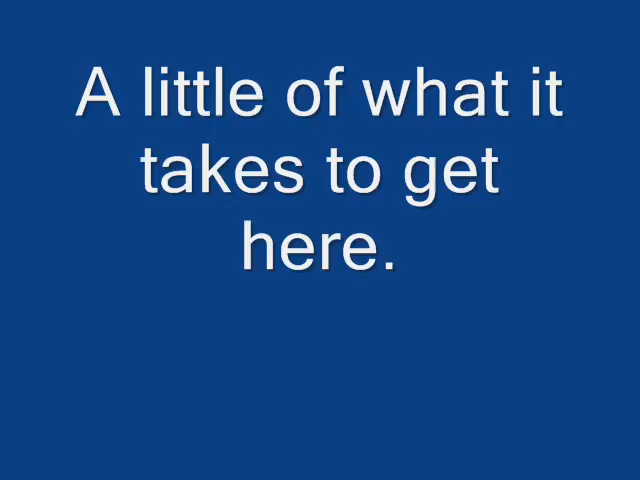 A little of what it
takes to get
here.